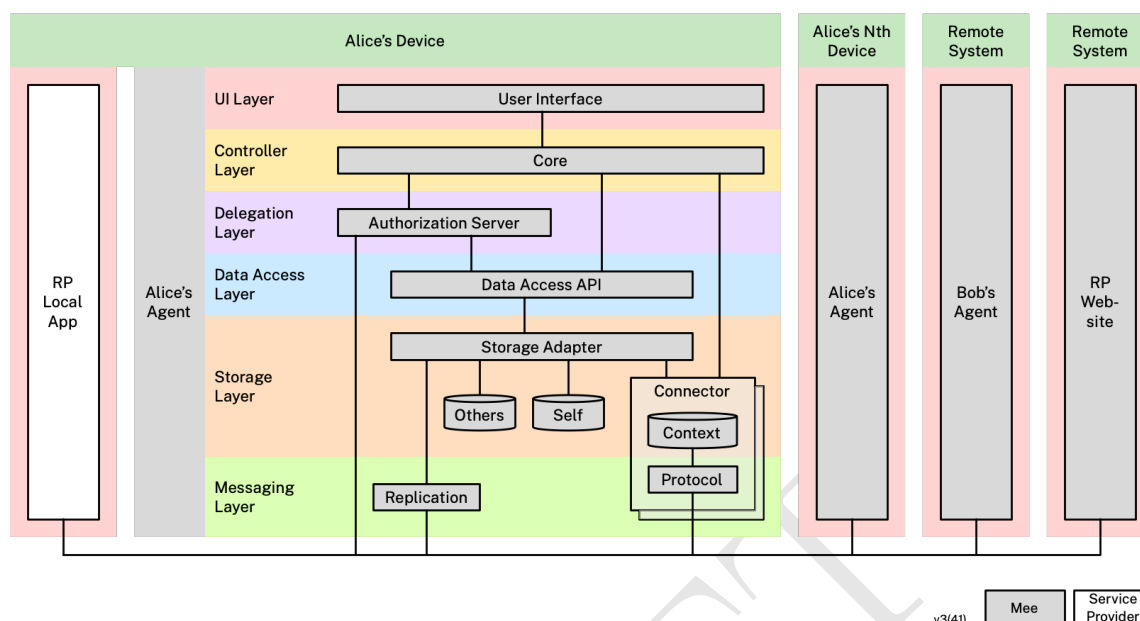 Alice's Device
Alice's Nth
Device
Remote
System
Remote
System
UI Layer
User Interface
Controller
Layer
Core
Delegation
Layer
Authorization Server
Data Access
Layer
Data Access API
RP
Local
App
Alice's
Agent
Alice's
Agent
Bob's
Agent
RP
Web-
site
Storage Adapter
Storage
Layer
Connector
Others
Self
Context
Protocol
Messaging
Layer
Replication
v3(41)
Mee
Service
Provider